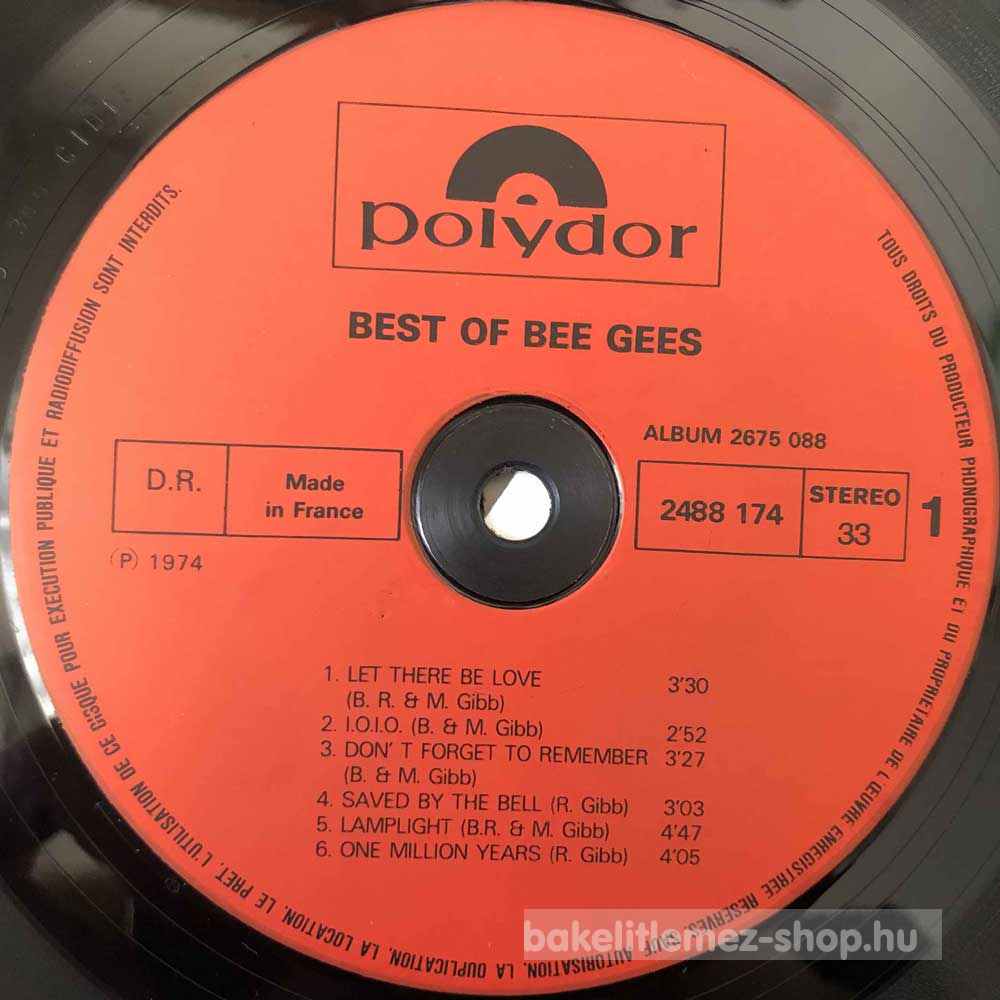 polydor
BEST OF BEE GEES
ALBUM 2675 088
D.R.
Made
in France
2488 174
STEREO
33
1
(P) 1974
1. LET THERE BE LOVE 3'30
(B. R. & M. Gibb)
2. I.O.I.O. (B. & M. Gibb) 2'52
3. DON'T FORGET TO REMEMBER 3'27
(B. & M. Gibb)
4. SAVED BY THE BELL (R. Gibb) 3'03
5. LAMPLIGHT (B.R. & M. Gibb) 4'47
6. ONE MILLION YEARS (R. Gibb) 4'05
TOUS DROITS DU PRODUCTEUR PHONOGRAPHIQUE ET DU PROPRIETAIRE DE L'ŒUVRE ENREGISTREE RESERVES. SAUF AUTORISATION, LA DUPLICATION, LA LOCATION, LE PRET, L'UTILISATION DE CE DISQUE POUR EXECUTION PUBLIQUE ET RADIODIFFUSION SONT INTERDITS.
bakelitlemez-shop.hu